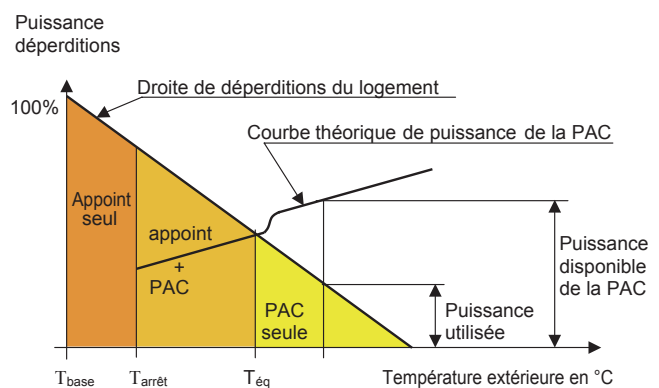 Puissance
déperditions
Droite de déperditions du logement
100%
Courbe théorique de puissance de la PAC
Appoint
seul
appoint
+
PAC
PAC
seule
Puissance
utilisée
Puissance
disponible
de la PAC
Tbase
Tarrêt
Téq
Température extérieure en °C